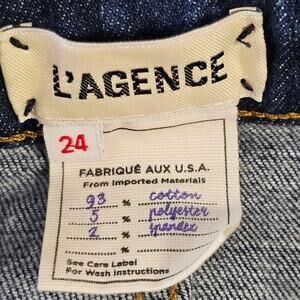 L'AGENCE
24
FABRIQUÉ AUX U.S.A.
From Imported Materials
93 % cotton
5 % polyester
2 % spandex
%
See Care Label
For Wash Instructions